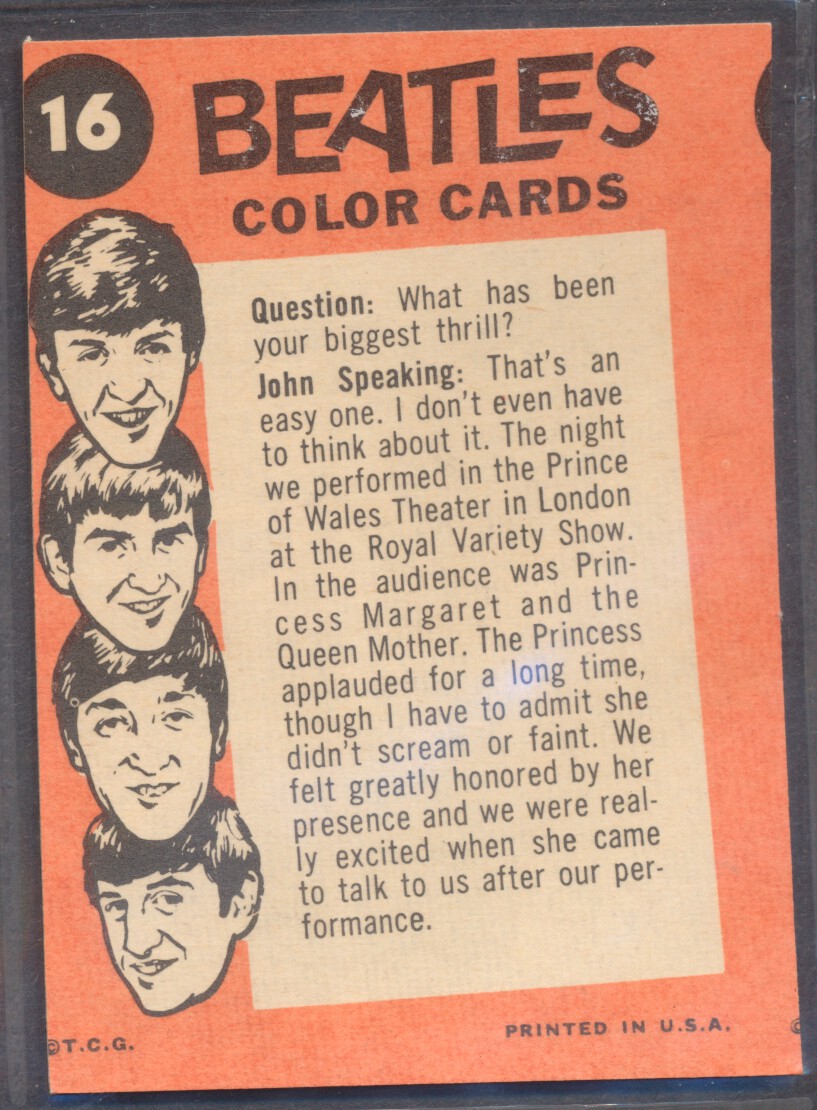 16
BEATLES
COLOR CARDS
Question: What has been
your biggest thrill?
John Speaking: That's an
easy one. I don't even have
to think about it. The night
we performed in the Prince
of Wales Theater in London
at the Royal Variety Show.
In the audience was Prin-
cess Margaret and the
Queen Mother. The Princess
applauded for a long time,
though I have to admit she
didn't scream or faint. We
felt greatly honored by her
presence and we were real-
ly excited when she came
to talk to us after our per-
formance.
©T.C.G.
PRINTED IN U.S.A.
©